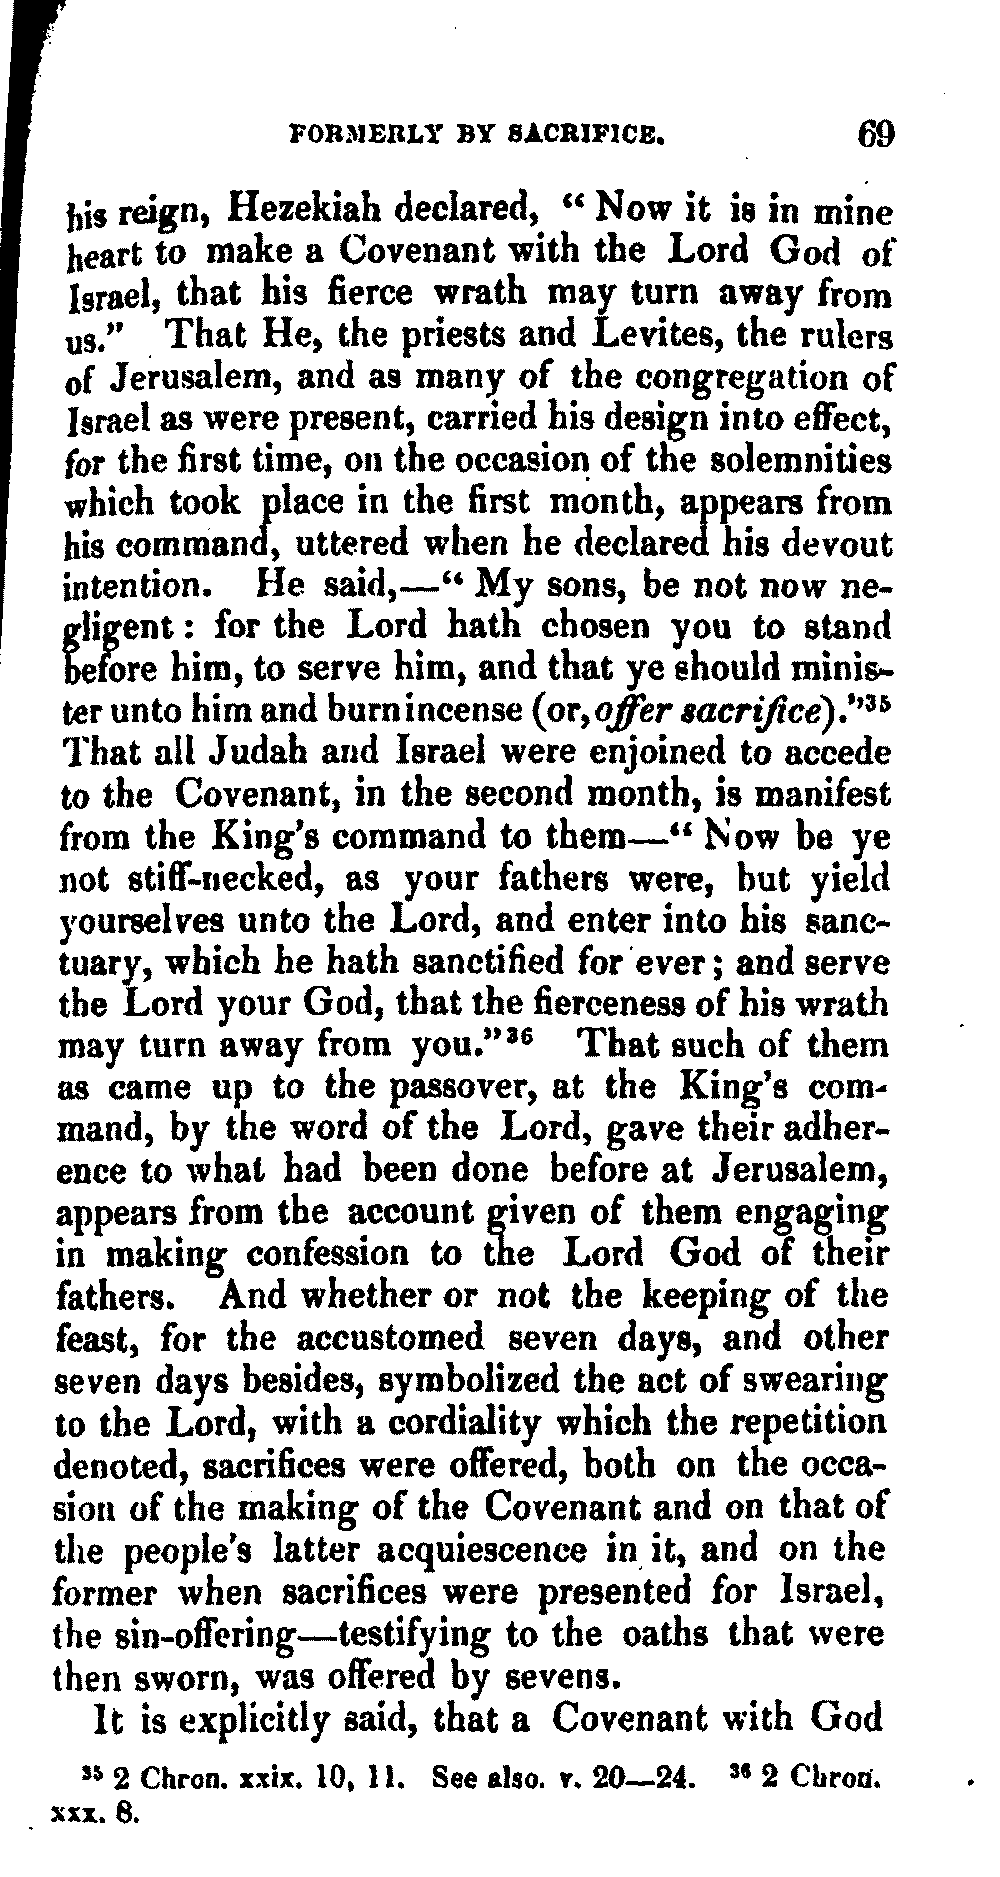 FORMERLY BY SACRIFICE. 69
his reign, Hezekiah declared, “ Now it is in mine
heart to make a Covenant with the Lord God of
Israel, that his fierce wrath may turn away from
us.” That He, the priests and Levites, the rulers
of Jerusalem, and as many of the congregation of
Israel as were present, carried his design into effect,
for the first time, on the occasion of the solemnities
which took place in the first month, appears from
his command, uttered when he declared his devout
intention. He said,—“ My sons, be not now ne-
gligent : for the Lord hath chosen you to stand
before him, to serve him, and that ye should minis-
ter unto him and burn incense (or, offer sacrifice).”35
That all Judah and Israel were enjoined to accede
to the Covenant, in the second month, is manifest
from the King’s command to them—“ Now be ye
not stiff-necked, as your fathers were, but yield
yourselves unto the Lord, and enter into his sanc-
tuary, which he hath sanctified for ever ; and serve
the Lord your God, that the fierceness of his wrath
may turn away from you.”36 That such of them
as came up to the passover, at the King’s com-
mand, by the word of the Lord, gave their adher-
ence to what had been done before at Jerusalem,
appears from the account given of them engaging
in making confession to the Lord God of their
fathers. And whether or not the keeping of the
feast, for the accustomed seven days, and other
seven days besides, symbolized the act of swearing
to the Lord, with a cordiality which the repetition
denoted, sacrifices were offered, both on the occa-
sion of the making of the Covenant and on that of
the people’s latter acquiescence in it, and on the
former when sacrifices were presented for Israel,
the sin-offering—testifying to the oaths that were
then sworn, was offered by sevens.
It is explicitly said, that a Covenant with God
35 2 Chron. xxix. 10, 11. See also. v. 20—24. 36 2 Chron.
xxx. 8.